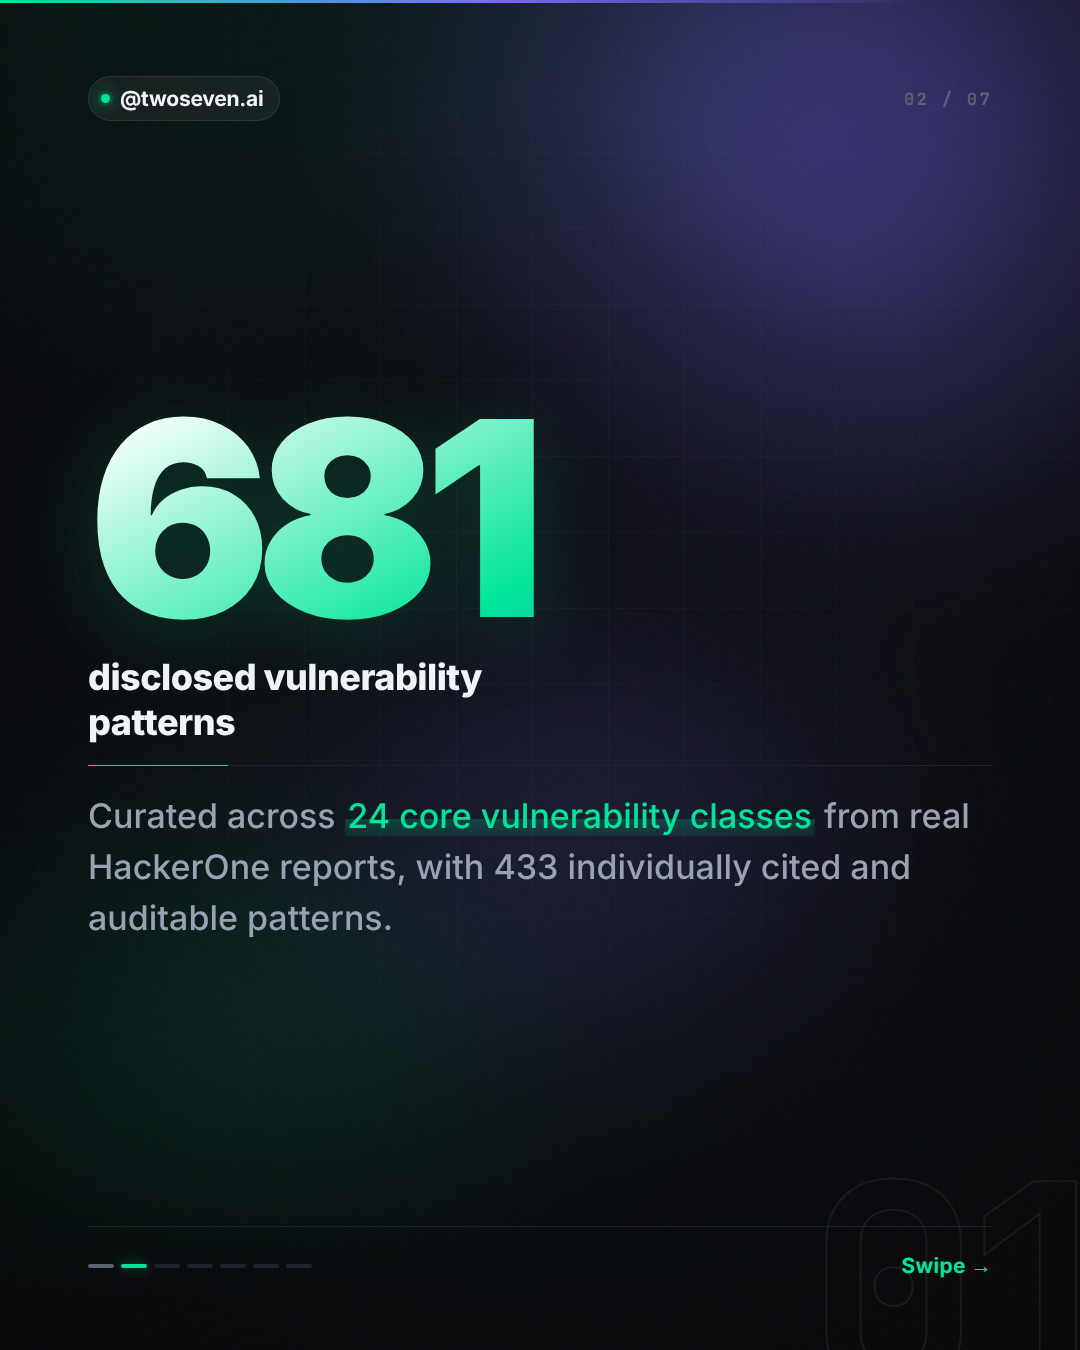 @twoseven.ai
02 / 07
681
disclosed vulnerability
patterns
Curated across 24 core vulnerability classes from real
HackerOne reports, with 433 individually cited and
auditable patterns.
Swipe →
01